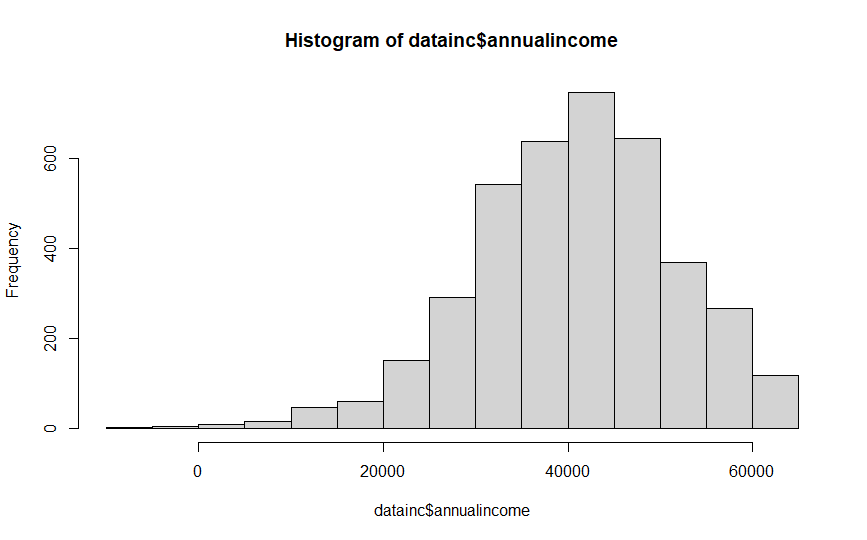 Histogram of datainc$annualincome
Frequency
600
400
200
0
0 20000 40000 60000
datainc$annualincome